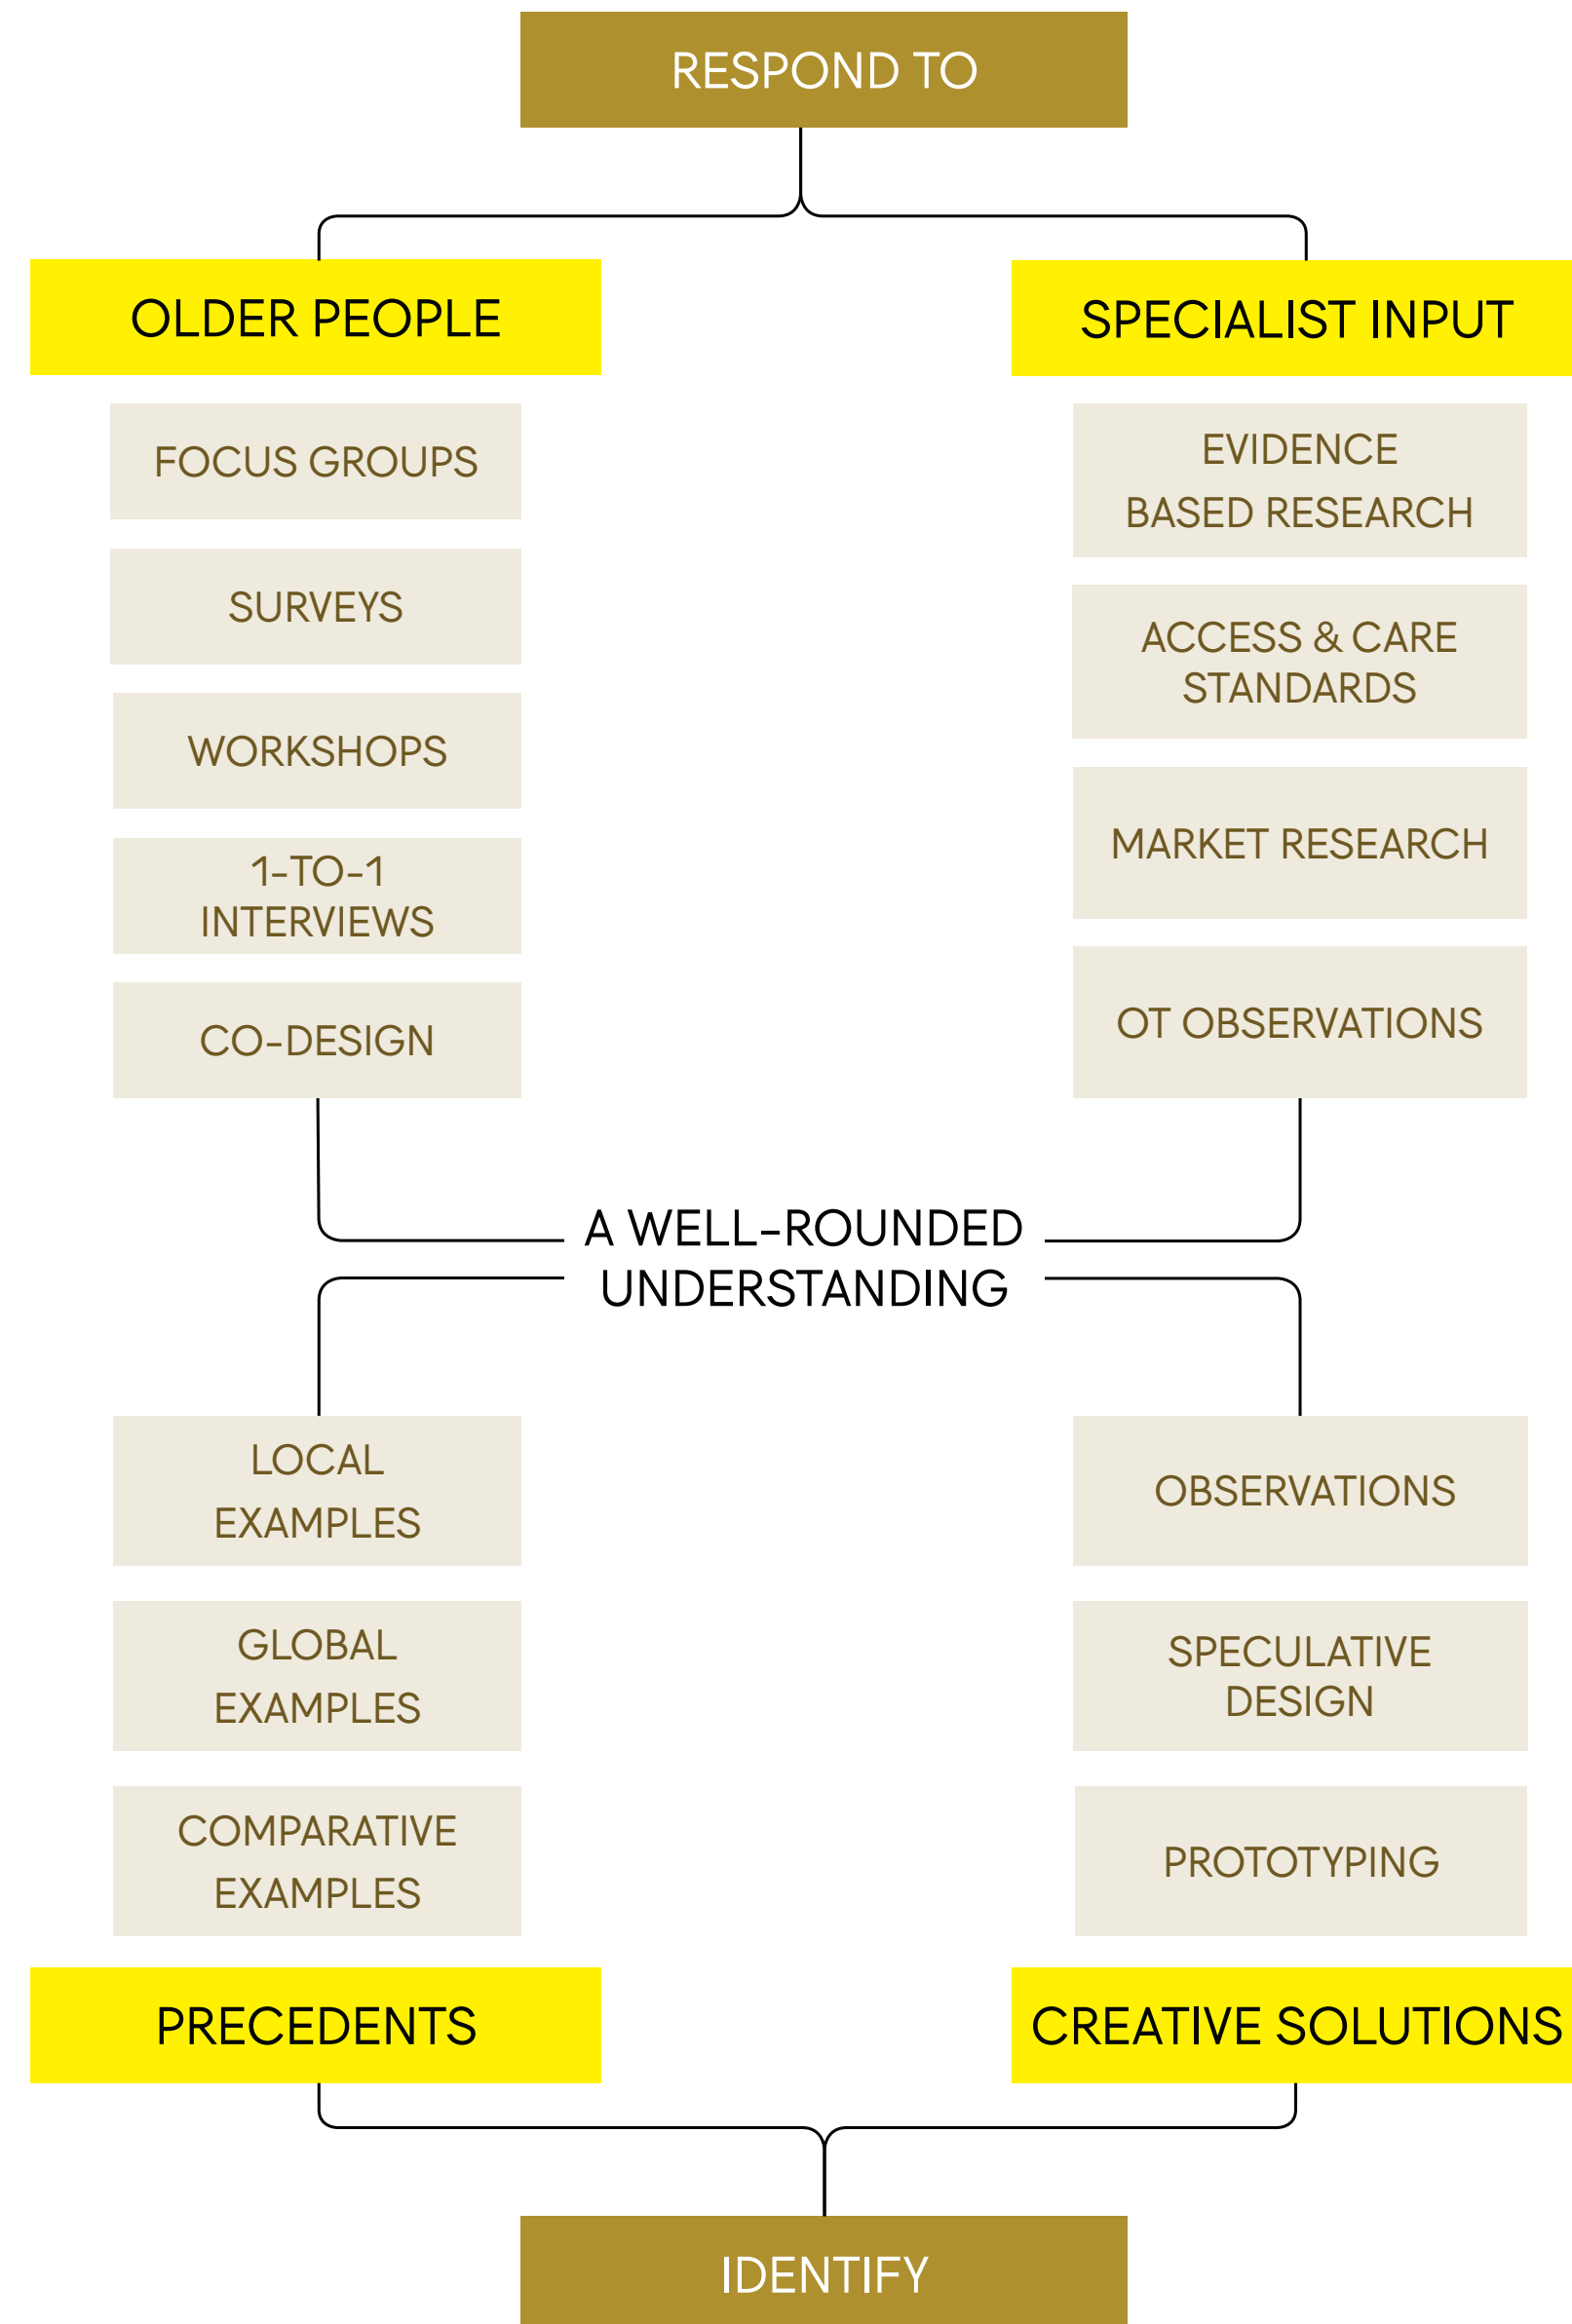 RESPOND TO
OLDER PEOPLE
FOCUS GROUPS
SURVEYS
WORKSHOPS
1-TO-1
INTERVIEWS
CO-DESIGN
SPECIALIST INPUT
EVIDENCE
BASED RESEARCH
ACCESS & CARE
STANDARDS
MARKET RESEARCH
OT OBSERVATIONS
A WELL-ROUNDED
UNDERSTANDING
LOCAL
EXAMPLES
GLOBAL
EXAMPLES
COMPARATIVE
EXAMPLES
PRECEDENTS
OBSERVATIONS
SPECULATIVE
DESIGN
PROTOTYPING
CREATIVE SOLUTIONS
IDENTIFY